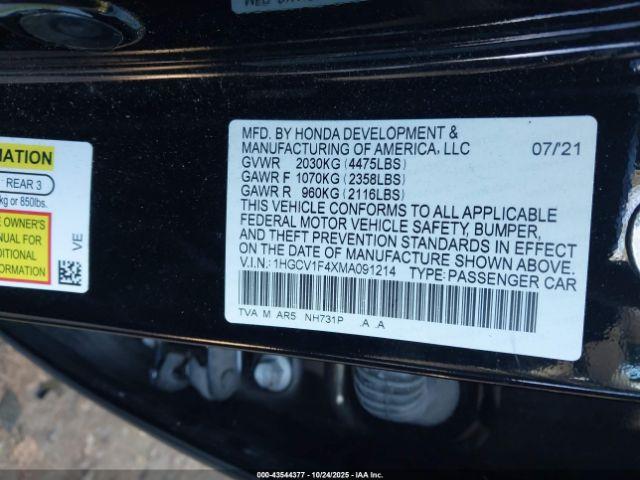 MATION
REAR 3
kg or 850lbs.
E OWNER'S
NUAL FOR
DITIONAL
FORMATION
VE
MFD. BY HONDA DEVELOPMENT &
MANUFACTURING OF AMERICA, LLC 07/'21
GVWR 2030KG (4475LBS)
GAWR F 1070KG (2358LBS)
GAWR R 960KG (2116LBS)
THIS VEHICLE CONFORMS TO ALL APPLICABLE
FEDERAL MOTOR VEHICLE SAFETY, BUMPER,
AND THEFT PREVENTION STANDARDS IN EFFECT
ON THE DATE OF MANUFACTURE SHOWN ABOVE.
V.I.N.: 1HGCV1F4XMA091214 TYPE: PASSENGER CAR
TVA M AR5 NH731P .A .A
One: 43544377 | 10/24/2025 | IAA, Inc.